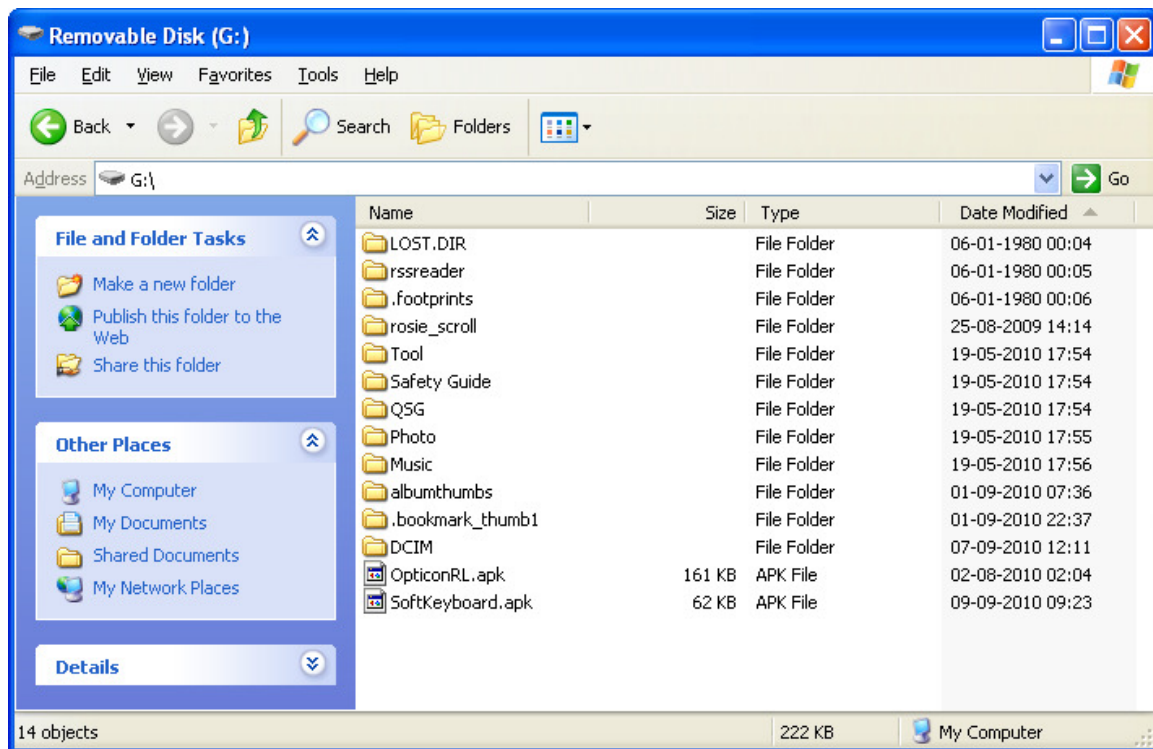 Removable Disk (G:)
File Edit View Favorites Tools Help
Back Search Folders
Address G:\ Go
File and Folder Tasks
Make a new folder
Publish this folder to the
Web
Share this folder
Other Places
My Computer
My Documents
Shared Documents
My Network Places
Details
Name Size Type Date Modified
LOST.DIR File Folder 06-01-1980 00:04
rssreader File Folder 06-01-1980 00:05
.footprints File Folder 06-01-1980 00:06
rosie_scroll File Folder 25-08-2009 14:14
Tool File Folder 19-05-2010 17:54
Safety Guide File Folder 19-05-2010 17:54
QSG File Folder 19-05-2010 17:54
Photo File Folder 19-05-2010 17:55
Music File Folder 19-05-2010 17:56
albumthumbs File Folder 01-09-2010 07:36
.bookmark_thumb1 File Folder 01-09-2010 22:37
DCIM File Folder 07-09-2010 12:11
OpticonRL.apk 161 KB APK File 02-08-2010 02:04
SoftKeyboard.apk 62 KB APK File 09-09-2010 09:23
14 objects 222 KB My Computer